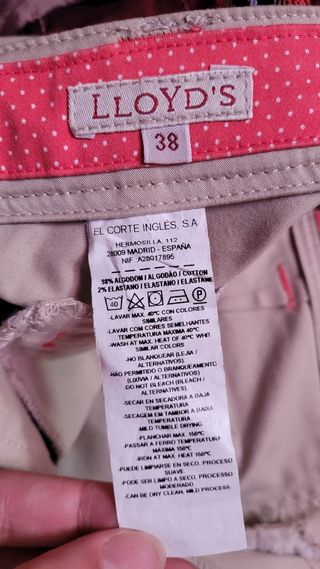 LLOYD'S
38
EL CORTE INGLÉS, S.A.
HERMOSILLA, 112
28009 MADRID - ESPAÑA
NIF. A28017895
98% ALGODON / ALGODÃO / COTTON
2% ELASTANO / ELASTANO / ELASTANE
40
-LAVAR MAX. 40ºC CON COLORES
SIMILARES
-LAVAR COM CORES SEMELHANTES
TEMPERATURA MÁXIMA 40ºC
-WASH AT MAX. HEAT OF 40ºC WHIT
SIMILAR COLORS
-NO BLANQUEAR (LEJIA /
ALTERNATIVOS)
-NÃO PERMITIDO O BRANQUEAMENTO
(LIXÍVIA / ALTERNATIVOS)
-DO NOT BLEACH (BLEACH /
ALTERNATIVES)
-SECAR EN SECADORA A BAJA
TEMPERATURA
-SECAGEM EM TAMBOR A BAIXA
TEMPERATURA
-MILD TUMBLE DRYING
-PLANCHAR MAX. 150ºC
-PASSAR A FERRO TEMPERATURA
MÁXIMA 150ºC
-IRON AT MAX. HEAT 150ºC
-PUEDE LIMPIARSE EN SECO. PROCESO
SUAVE
-PODE SER LIMPO A SECO. PROCESSO
MODERADO
-CAN BE DRY CLEAN. MILD PROCESS